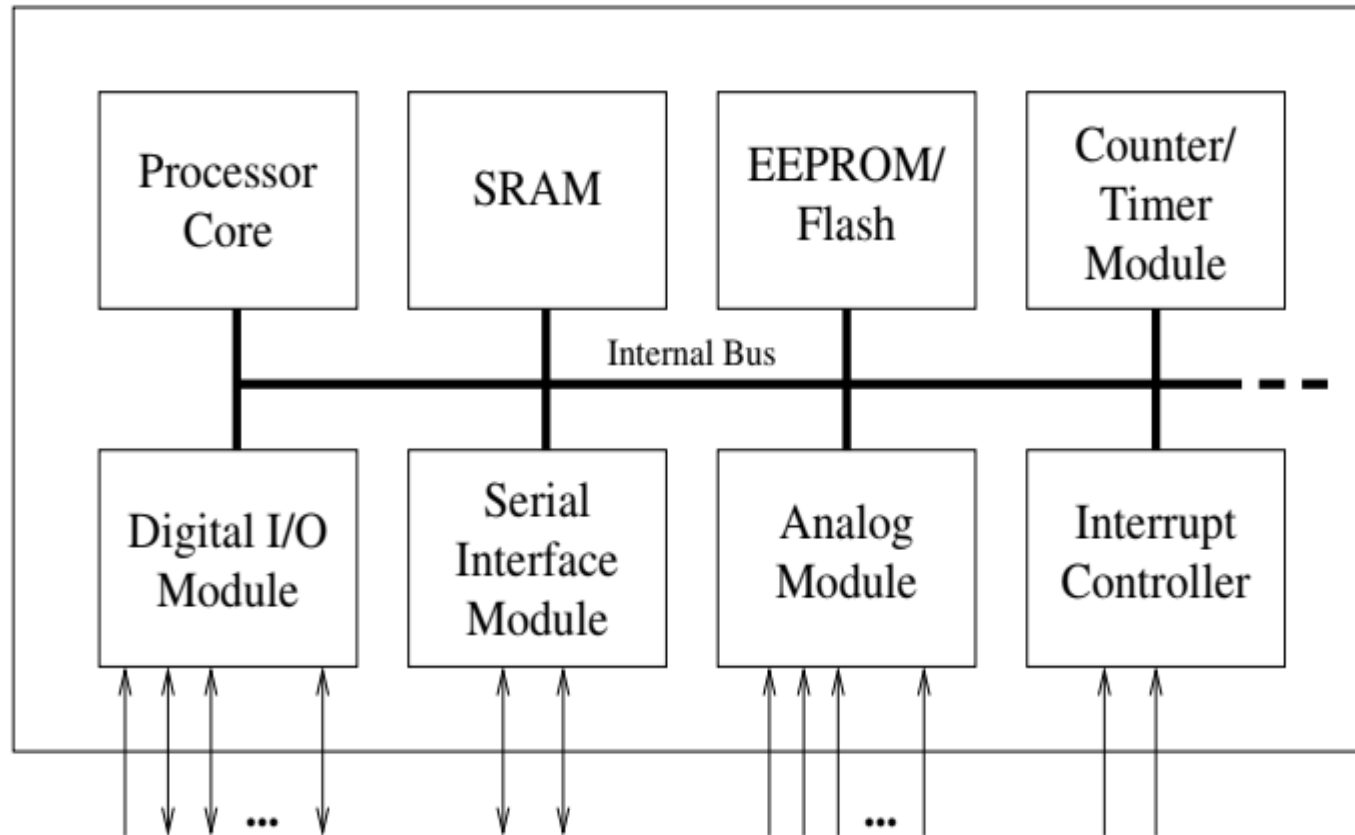 Processor
Core
SRAM
EEPROM/
Flash
Counter/
Timer
Module
Internal Bus
Digital I/O
Module
Serial
Interface
Module
Analog
Module
Interrupt
Controller
...
...